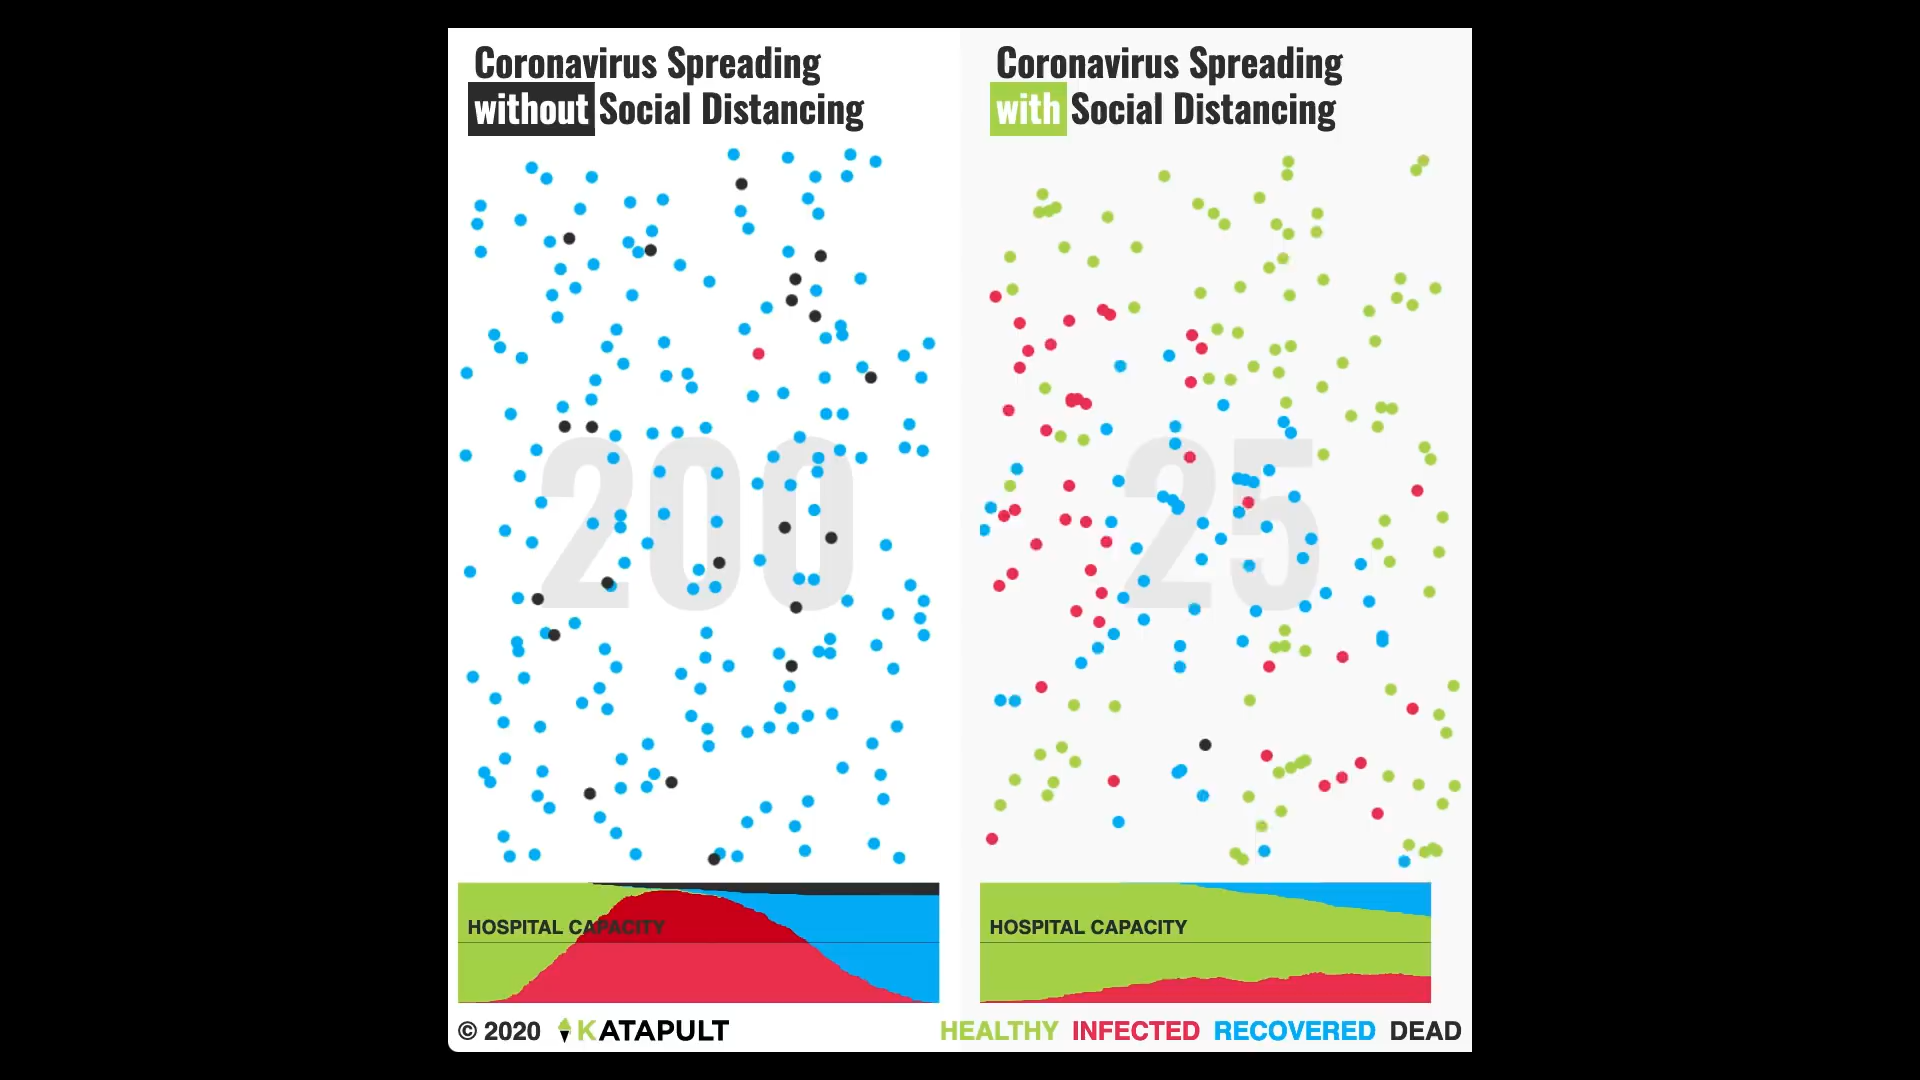 Coronavirus Spreading
without Social Distancing
200
HOSPITAL CAPACITY
Coronavirus Spreading
with Social Distancing
25
HOSPITAL CAPACITY
© 2020 KATAPULT
HEALTHY INFECTED RECOVERED DEAD